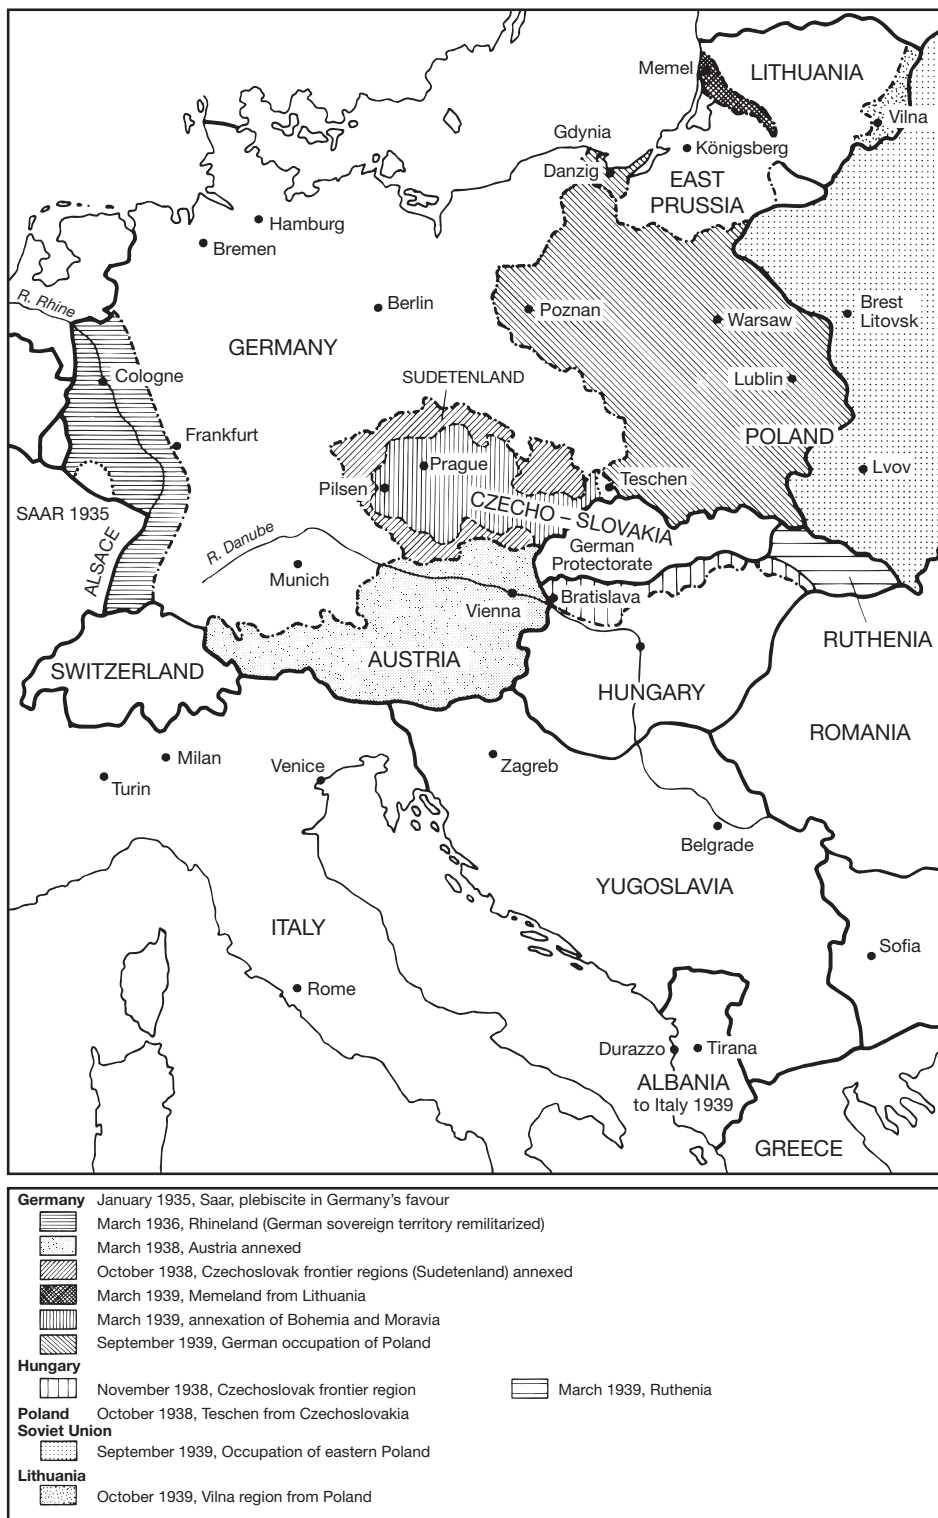 Memel
LITHUANIA
Vilna
Gdynia
Königsberg
Danzig
EAST
PRUSSIA
Hamburg
Bremen
R. Rhine
Berlin
Poznan
Brest
Litovsk
Warsaw
GERMANY
Cologne
SUDETENLAND
Lublin
Frankfurt
POLAND
Prague
Lvov
Pilsen
Teschen
CZECHO – SLOVAKIA
SAAR 1935
ALSACE
R. Danube
German
Protectorate
Munich
Vienna
Bratislava
RUTHENIA
SWITZERLAND
AUSTRIA
HUNGARY
ROMANIA
Milan
Venice
Zagreb
Turin
Belgrade
YUGOSLAVIA
ITALY
Sofia
Rome
Durazzo
Tirana
ALBANIA
to Italy 1939
GREECE
Germany January 1935, Saar, plebiscite in Germany's favour
March 1936, Rhineland (German sovereign territory remilitarized)
March 1938, Austria annexed
October 1938, Czechoslovak frontier regions (Sudetenland) annexed
March 1939, Memeland from Lithuania
March 1939, annexation of Bohemia and Moravia
September 1939, German occupation of Poland
Hungary
November 1938, Czechoslovak frontier region March 1939, Ruthenia
Poland October 1938, Teschen from Czechoslovakia
Soviet Union
September 1939, Occupation of eastern Poland
Lithuania
October 1939, Vilna region from Poland